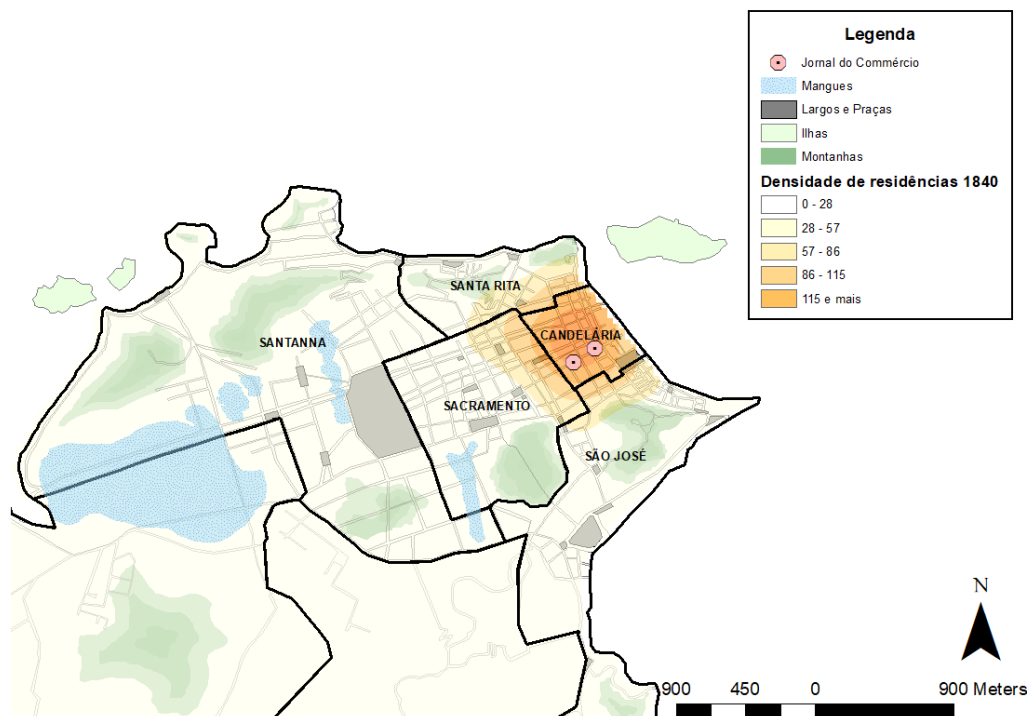 Legenda
Jornal do Commércio
Mangues
Largos e Praças
Ilhas
Montanhas
Densidade de residências 1840
0 - 28
28 - 57
57 - 86
86 - 115
115 e mais
SANTA RITA
CANDELÁRIA
SANTANNA
SACRAMENTO
SÃO JOSÉ
N
900 450 0 900 Meters